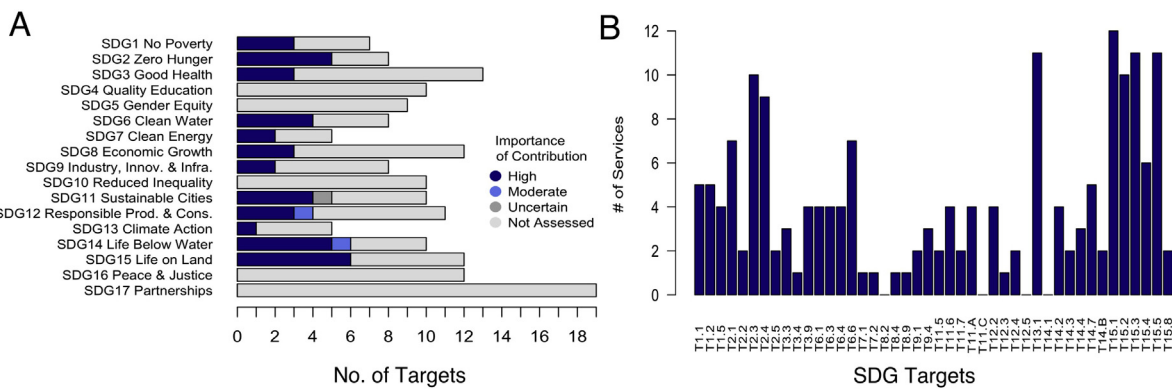 A
SDG1 No Poverty
SDG2 Zero Hunger
SDG3 Good Health
SDG4 Quality Education
SDG5 Gender Equity
SDG6 Clean Water
SDG7 Clean Energy
SDG8 Economic Growth
SDG9 Industry, Innov. & Infra.
SDG10 Reduced Inequality
SDG11 Sustainable Cities
SDG12 Responsible Prod. & Cons.
SDG13 Climate Action
SDG14 Life Below Water
SDG15 Life on Land
SDG16 Peace & Justice
SDG17 Partnerships
0 2 4 6 8 10 12 14 16 18
No. of Targets
Importance
of Contribution
High
Moderate
Uncertain
Not Assessed
B
# of Services
12
10
8
6
4
2
0
T1.1
T1.2
T1.5
T2.1
T2.2
T2.3
T2.4
T2.5
T3.3
T3.4
T3.9
T6.1
T6.3
T6.4
T6.6
T7.1
T7.2
T8.2
T8.4
T8.9
T9.1
T9.4
T11.5
T11.6
T11.7
T11.A
T11.C
T12.2
T12.3
T12.4
T12.5
T13.1
T14.1
T14.2
T14.3
T14.4
T14.7
T14.B
T15.1
T15.2
T15.3
T15.4
T15.5
T15.8
SDG Targets